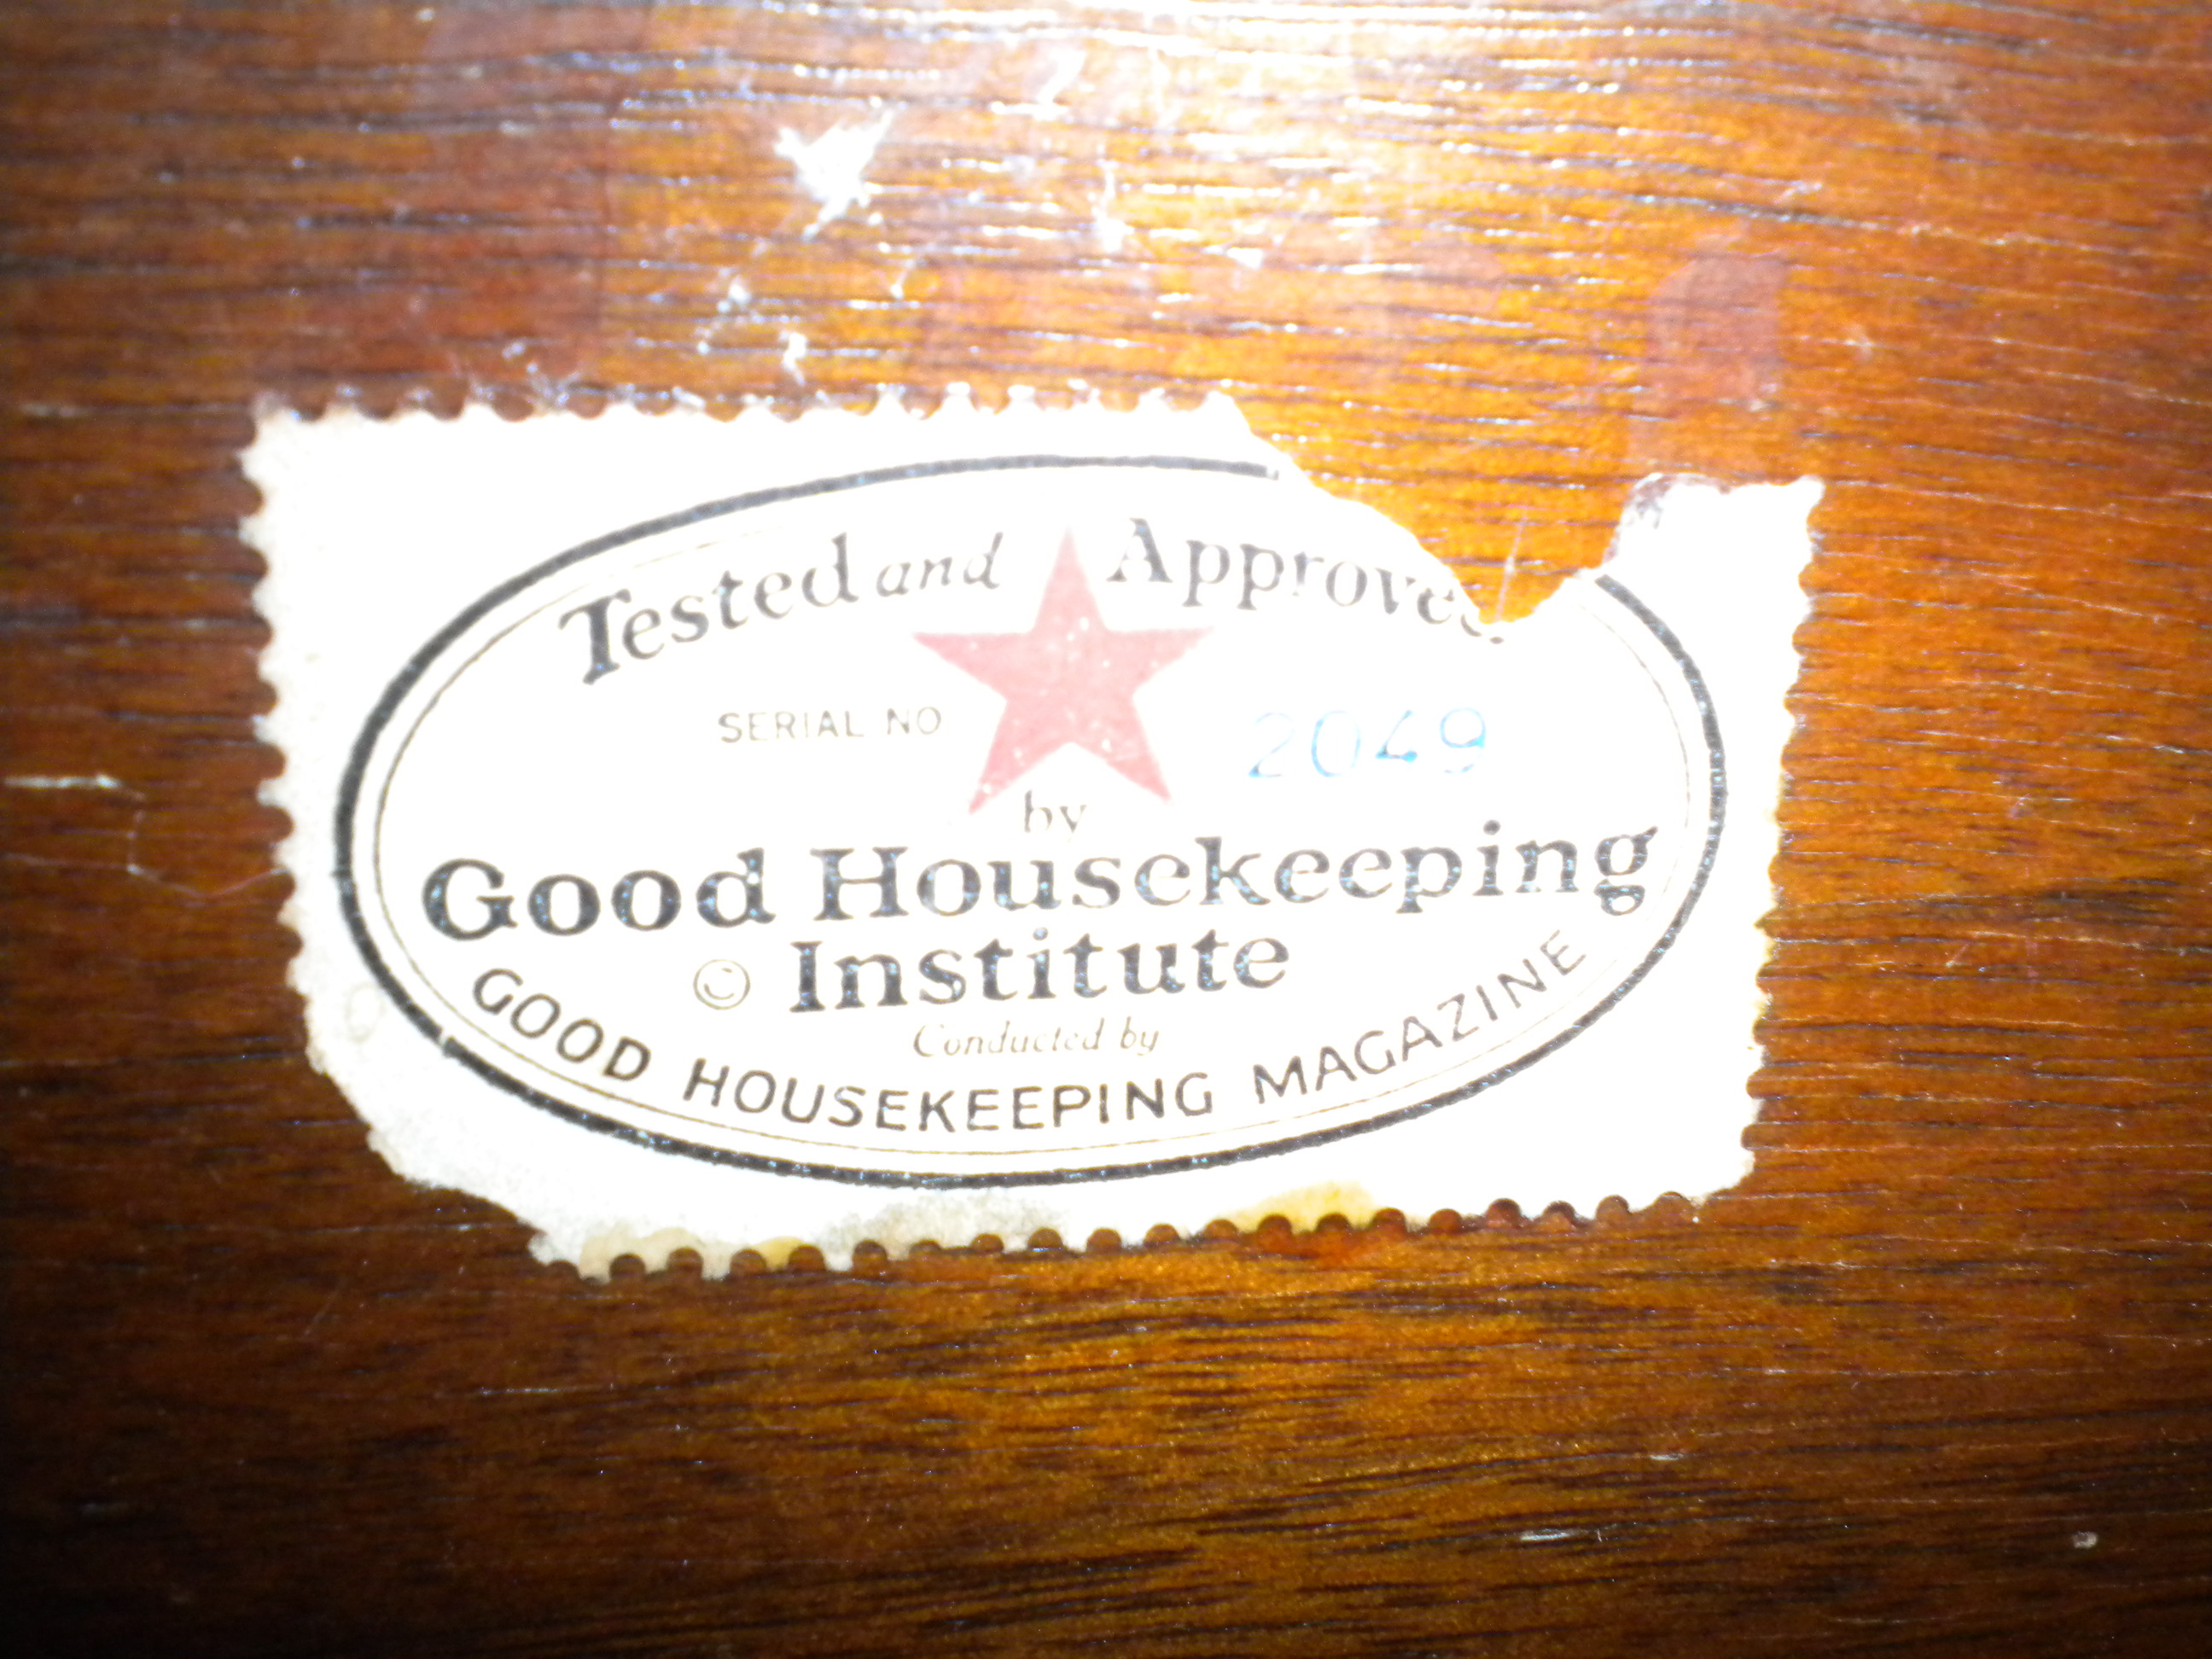 Tested and Approved
SERIAL NO 2049
by
Good Housekeeping
© Institute
Conducted by
GOOD HOUSEKEEPING MAGAZINE